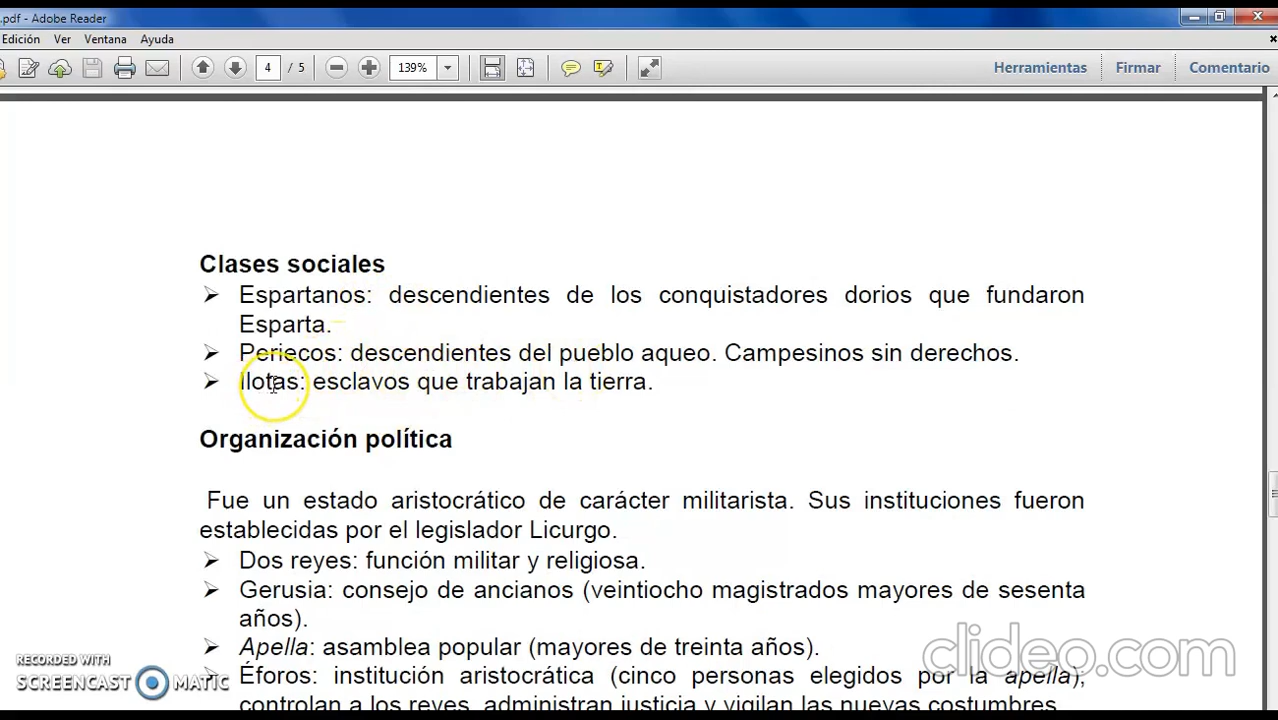 .pdf - Adobe Reader
Edición Ver Ventana Ayuda
4 / 5 139% Herramientas Firmar Comentario
Clases sociales
Espartanos: descendientes de los conquistadores dorios que fundaron
Esparta.
Periecos: descendientes del pueblo aqueo. Campesinos sin derechos.
Ilotas: esclavos que trabajan la tierra.
Organización política
Fue un estado aristocrático de carácter militarista. Sus instituciones fueron
establecidas por el legislador Licurgo.
Dos reyes: función militar y religiosa.
Gerusia: consejo de ancianos (veintiocho magistrados mayores de sesenta
años).
Apella: asamblea popular (mayores de treinta años).
Éforos: institución aristocrática (cinco personas elegidos por la apella),
controlan a los reyes, administran justicia y vigilan las nuevas costumbres.
RECORDED WITH
SCREENCAST MATIC
clideo.com